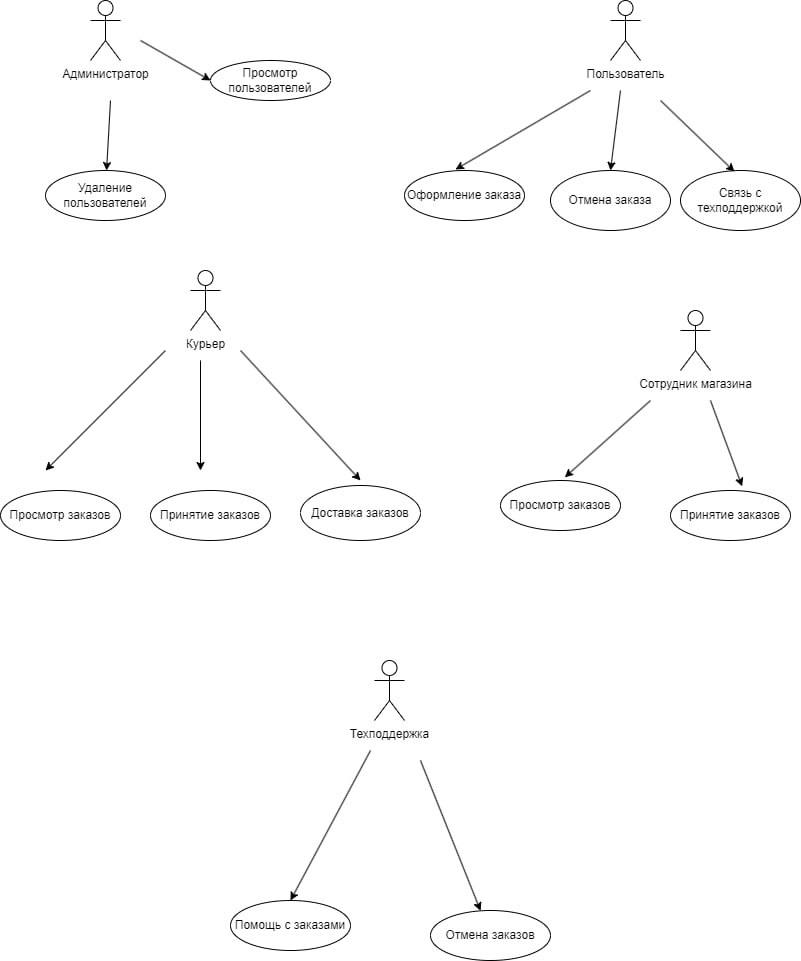 Администратор
Просмотр
пользователей
Удаление
пользователей
Пользователь
Оформление заказа
Отмена заказа
Связь с
техподдержкой
Курьер
Просмотр заказов
Принятие заказов
Доставка заказов
Сотрудник магазина
Просмотр заказов
Принятие заказов
Техподдержка
Помощь с заказами
Отмена заказов